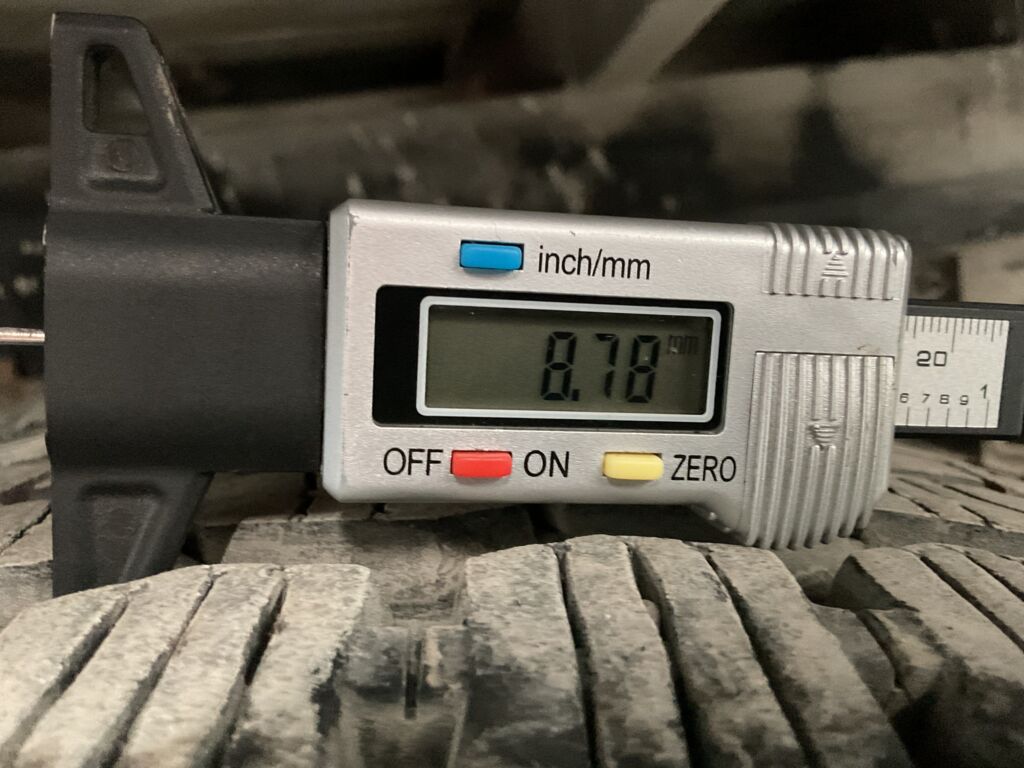 inch/mm
8.78 mm
OFF ON ZERO
20
6 7 8 9 1